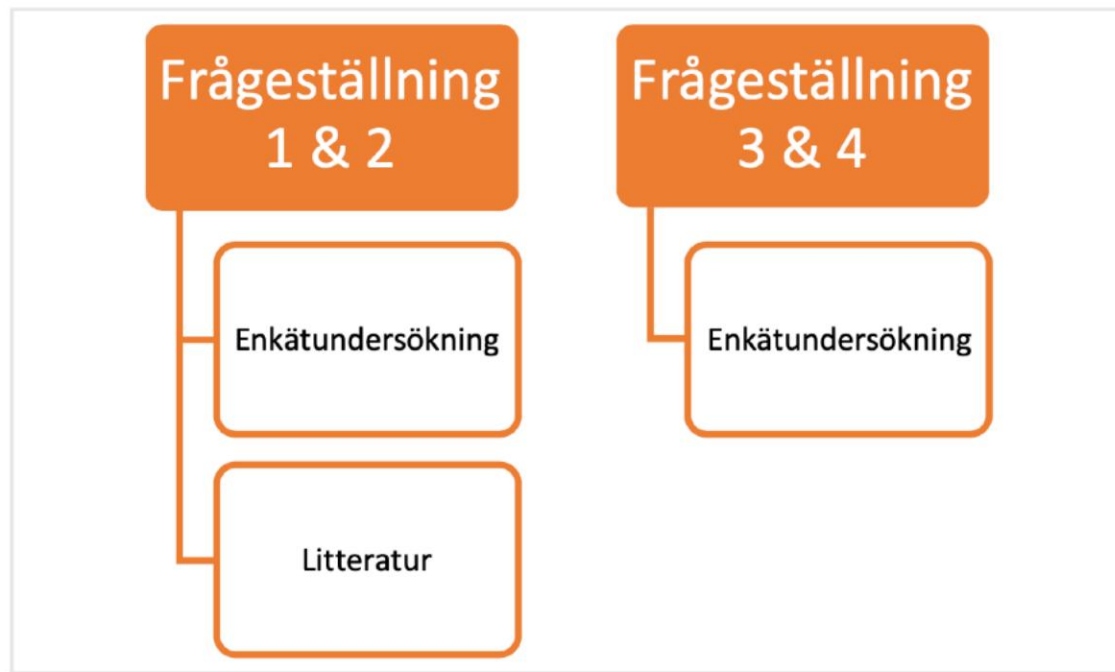 Frågeställning
1 & 2
Enkätundersökning
Litteratur
Frågeställning
3 & 4
Enkätundersökning